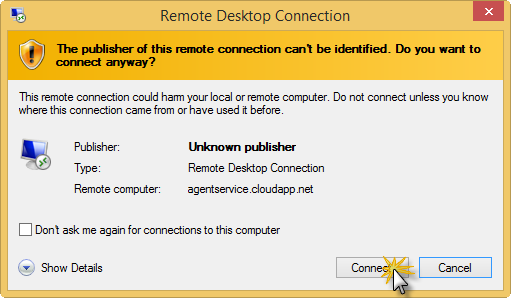 Remote Desktop Connection
The publisher of this remote connection can't be identified. Do you want to
connect anyway?
This remote connection could harm your local or remote computer. Do not connect unless you know
where this connection came from or have used it before.
Publisher: Unknown publisher
Type: Remote Desktop Connection
Remote computer: agentservice.cloudapp.net
Don't ask me again for connections to this computer
Show Details Connect Cancel